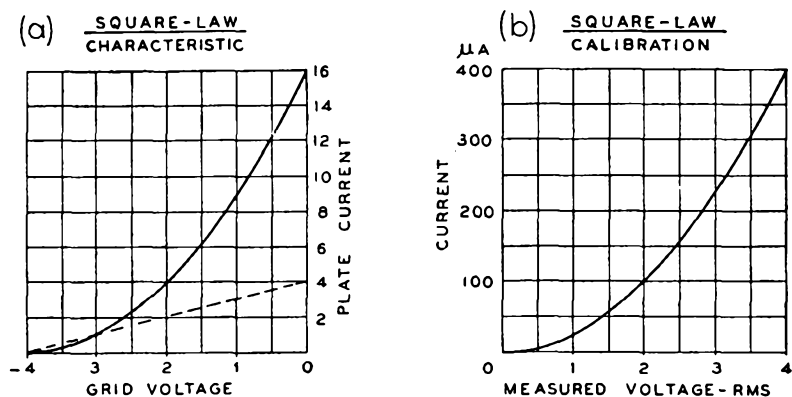 (a) SQUARE-LAW
CHARACTERISTIC
16
14
12
10
8
6
4
2
PLATE CURRENT
-4 3 2 1 0
GRID VOLTAGE
(b) SQUARE-LAW
CALIBRATION
μA
400
300
200
100
0
CURRENT
0 1 2 3 4
MEASURED VOLTAGE-RMS